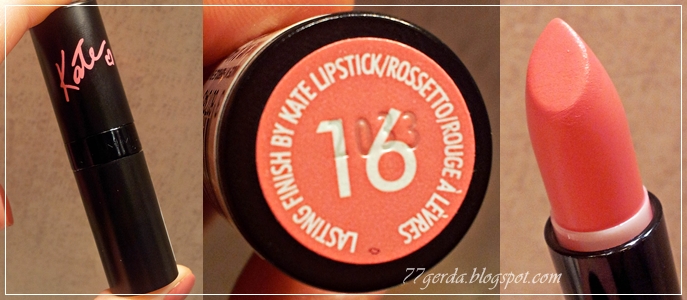 Kate
LASTING FINISH BY KATE LIPSTICK/ROSSETTO/ROUGE À LÈVRES
16
77gerda.blogspot.com